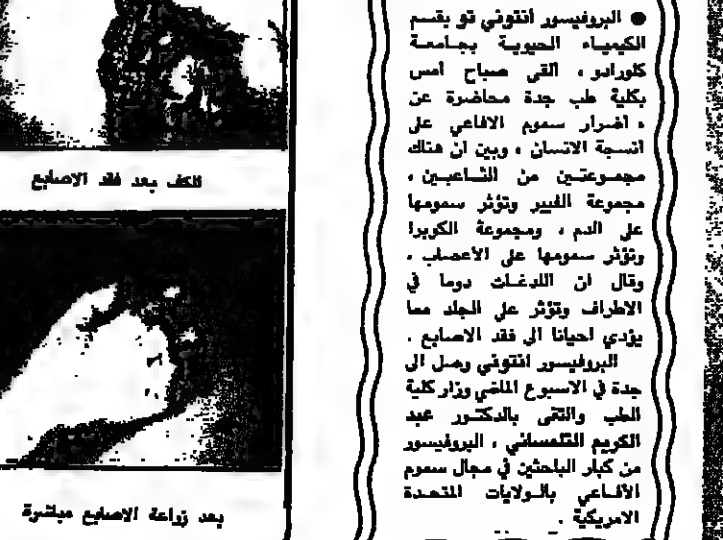 ● البروفيسور انتوني تو بقسم
الكيمياء الحيوية بجامعة
كلورادو ، القى صباح امس
بكلية طب جدة محاضرة عن
، اضرار سموم الافاعي على
انسجة الانسان ، وبين ان هناك
مجموعتين من الثعابين ،
مجموعة الفيبر وتؤثر سمومها
على الدم ، ومجموعة الكوبرا
وتؤثر سمومها على الأعصاب .
وقال ان اللدغات دوما في
الاطراف وتؤثر على الجلد مما
يؤدي احيانا الى فقد الاصابع .
البروفيسور انتوني وصل الى
جدة في الاسبوع الماضي وزار كلية
الطب والتقى بالدكتور عبد
الكريم التلمساني ، البروفيسور
من كبار الباحثين في مجال سموم
الأفاعي بالولايات المتحدة
الامريكية .
الكف بعد فقد الاصابع
بعد زراعة الاصابع مباشرة